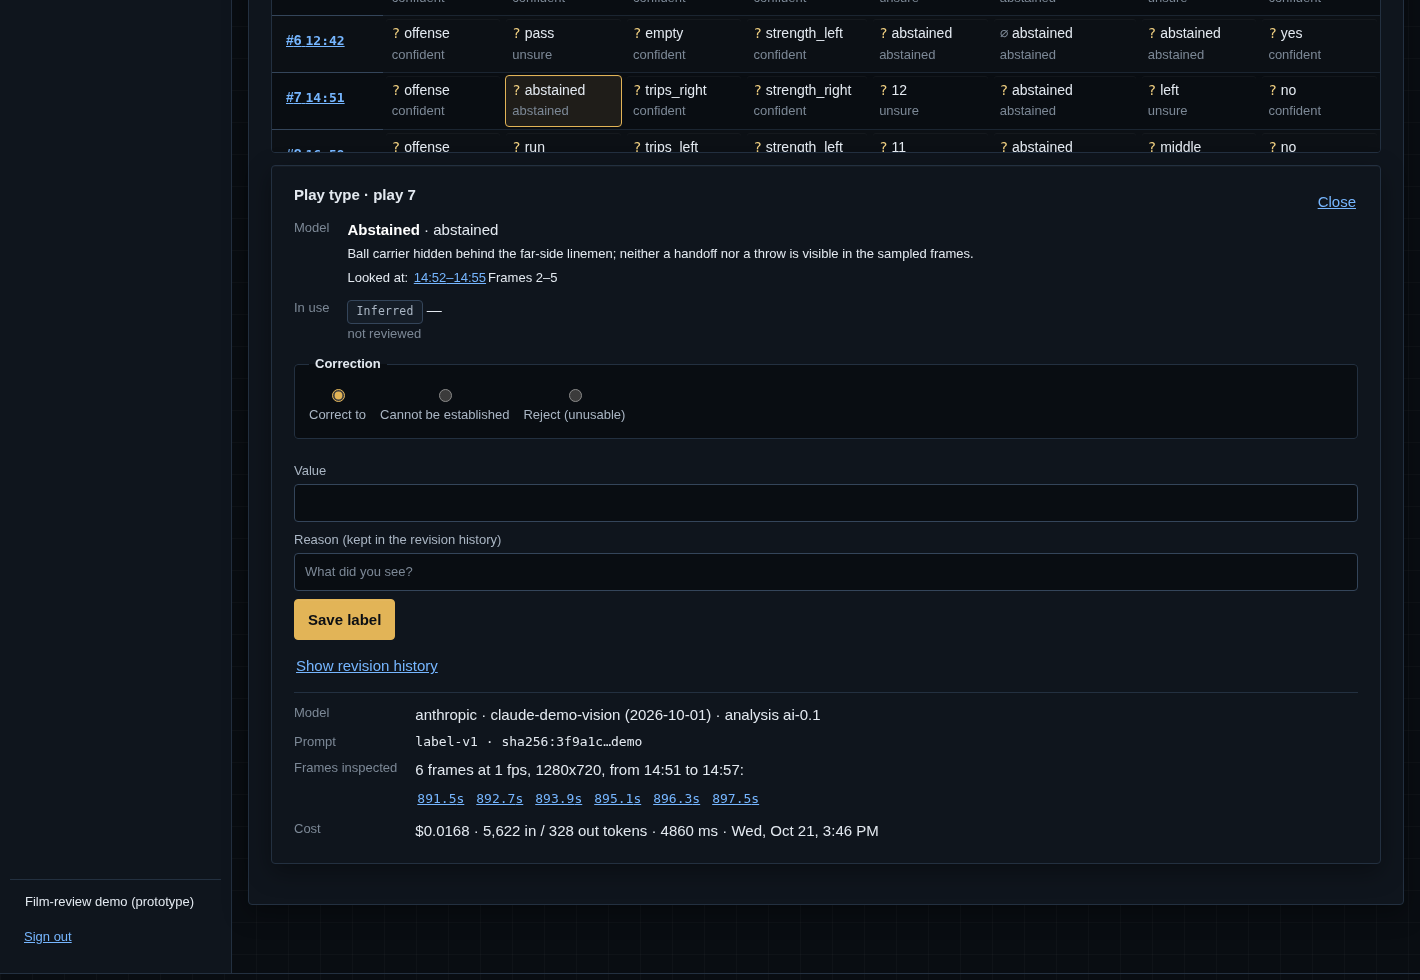 #6 12:42 ? offense ? pass ? empty ? strength_left ? abstained ∅ abstained ? abstained ? yes
confident unsure confident confident abstained abstained abstained confident
#7 14:51 ? offense ? abstained ? trips_right ? strength_right ? 12 ? abstained ? left ? no
confident abstained confident confident unsure abstained unsure confident
? offense ? run ? trips_left ? strength_left ? 11 ? abstained ? middle ? no
Play type · play 7
Close
Model Abstained · abstained
Ball carrier hidden behind the far-side linemen; neither a handoff nor a throw is visible in the sampled frames.
Looked at: 14:52–14:55 Frames 2–5
In use Inferred —
not reviewed
Correction
Correct to Cannot be established Reject (unusable)
Value
Reason (kept in the revision history)
What did you see?
Save label
Show revision history
Model anthropic · claude-demo-vision (2026-10-01) · analysis ai-0.1
Prompt label-v1 · sha256:3f9a1c…demo
Frames inspected 6 frames at 1 fps, 1280x720, from 14:51 to 14:57:
891.5s 892.7s 893.9s 895.1s 896.3s 897.5s
Cost $0.0168 · 5,622 in / 328 out tokens · 4860 ms · Wed, Oct 21, 3:46 PM
Film-review demo (prototype)
Sign out